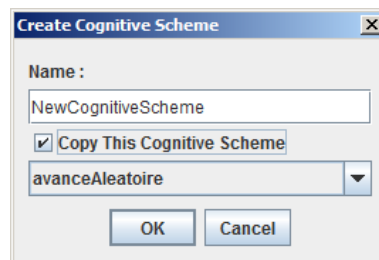 Create Cognitive Scheme
Name :
NewCognitiveScheme
Copy This Cognitive Scheme
avanceAleatoire
OK Cancel